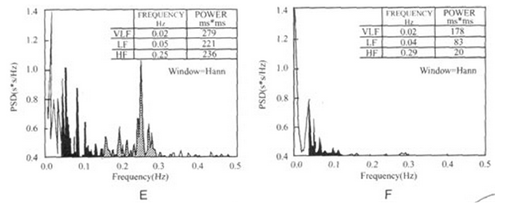 FREQUENCY Hz POWER ms*ms
VLF 0.02 279
LF 0.05 221
HF 0.25 236
Window=Hann
PSD(s*s/Hz)
1.4
1.2
1.0
0.8
0.6
0.4
0.0 0.1 0.2 0.3 0.4 0.5
Frequency(Hz)
E
FREQUENCY Hz POWER ms*ms
VLF 0.02 178
LF 0.04 83
HF 0.29 20
Window=Hann
PSD(s*s/Hz)
1.4
1.2
1.0
0.8
0.6
0.4
0.0 0.1 0.2 0.3 0.4 0.5
Frequency(Hz)
F